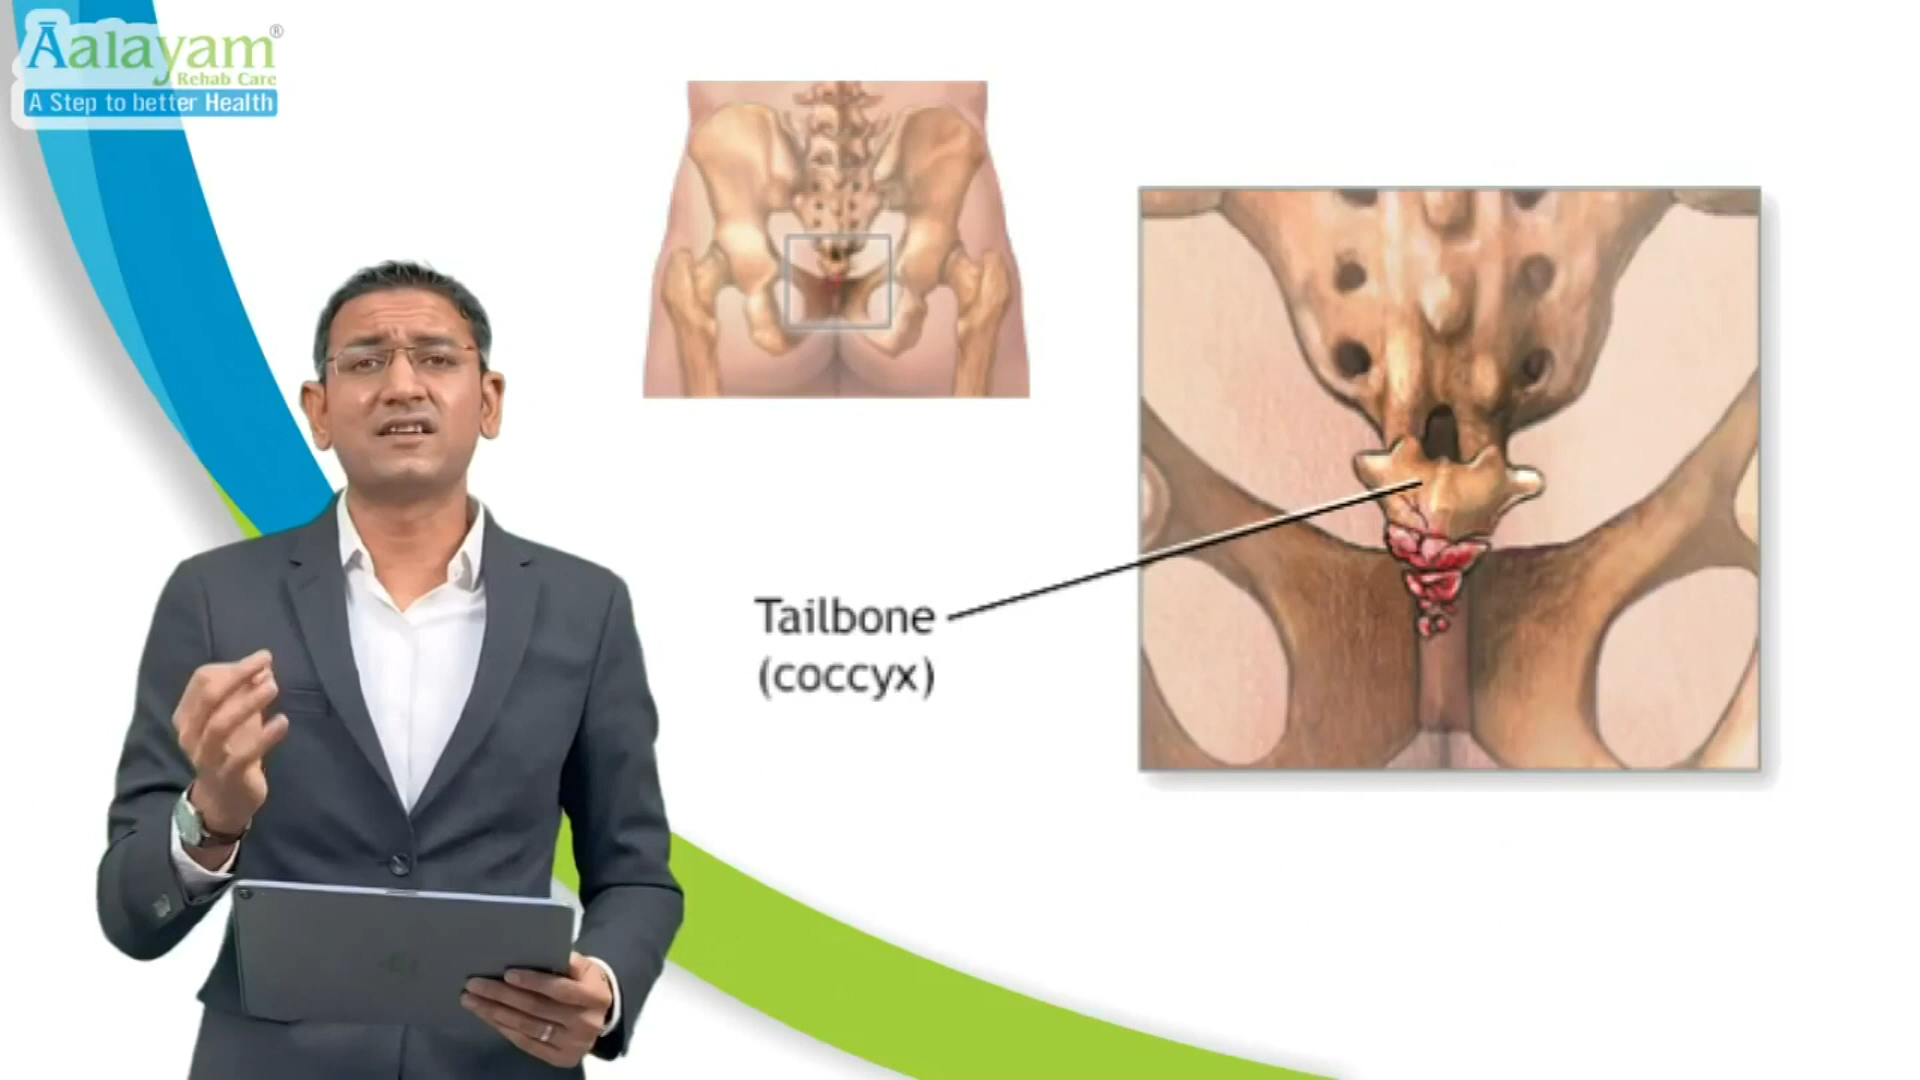 Aalayam®
Rehab Care
A Step to better Health
Tailbone
(coccyx)